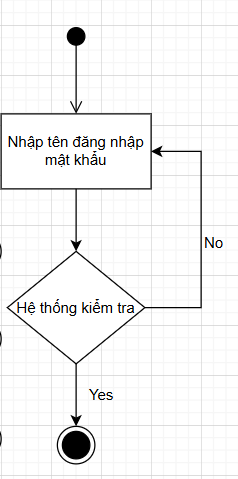 Nhập tên đăng nhập
mật khẩu
No
Hệ thống kiểm tra
Yes